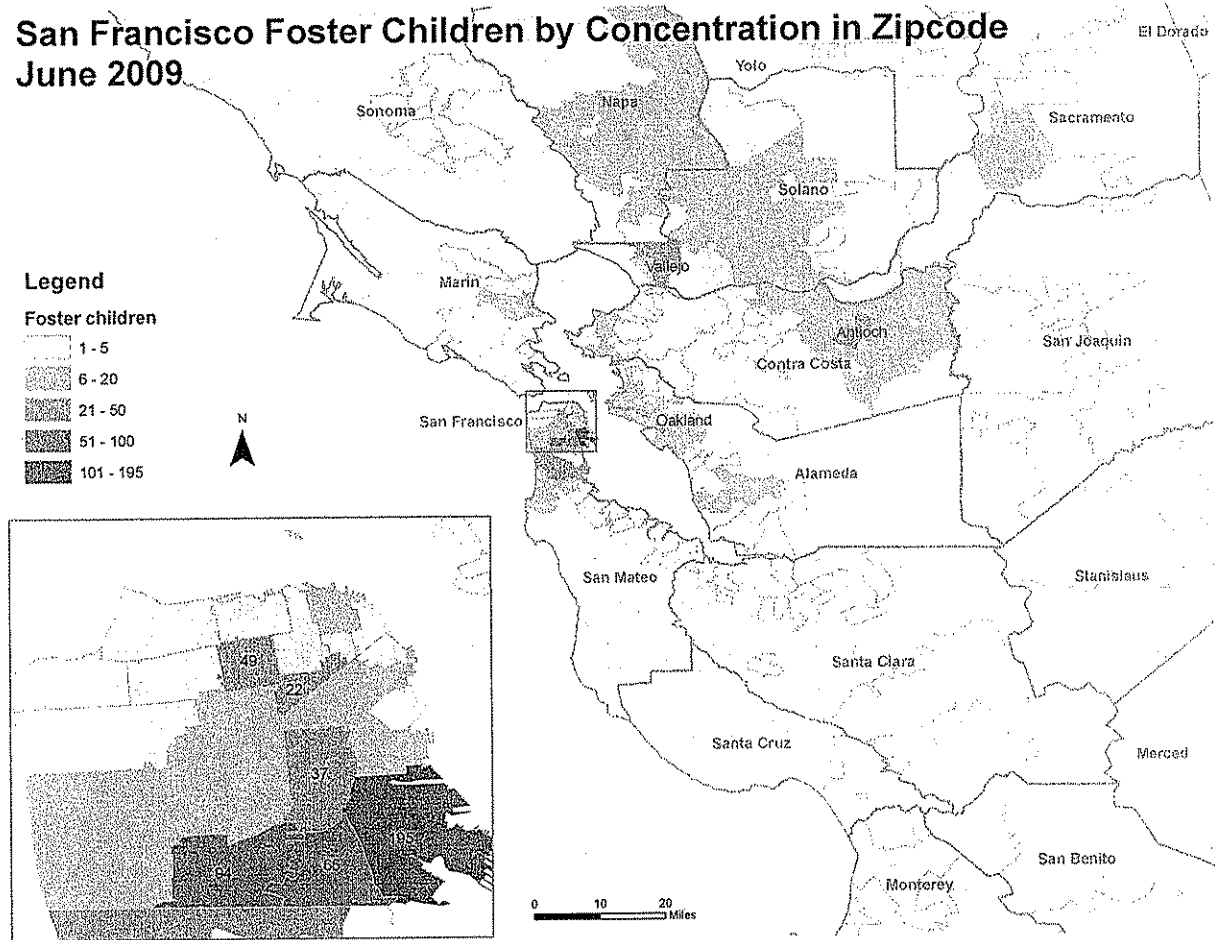 San Francisco Foster Children by Concentration in Zipcode
June 2009
El Dorado
Yolo
Napa
Sonoma
Sacramento
Solano
Vallejo
Marin
Legend
Foster children
1 - 5
6 - 20
21 - 50
51 - 100
101 - 195
N
Antioch
San Joaquin
Contra Costa
San Francisco
Oakland
Alameda
San Mateo
Stanislaus
Santa Clara
Santa Cruz
Merced
San Benito
Monterey
49
22
37
195
65
94
0 10 20
Miles